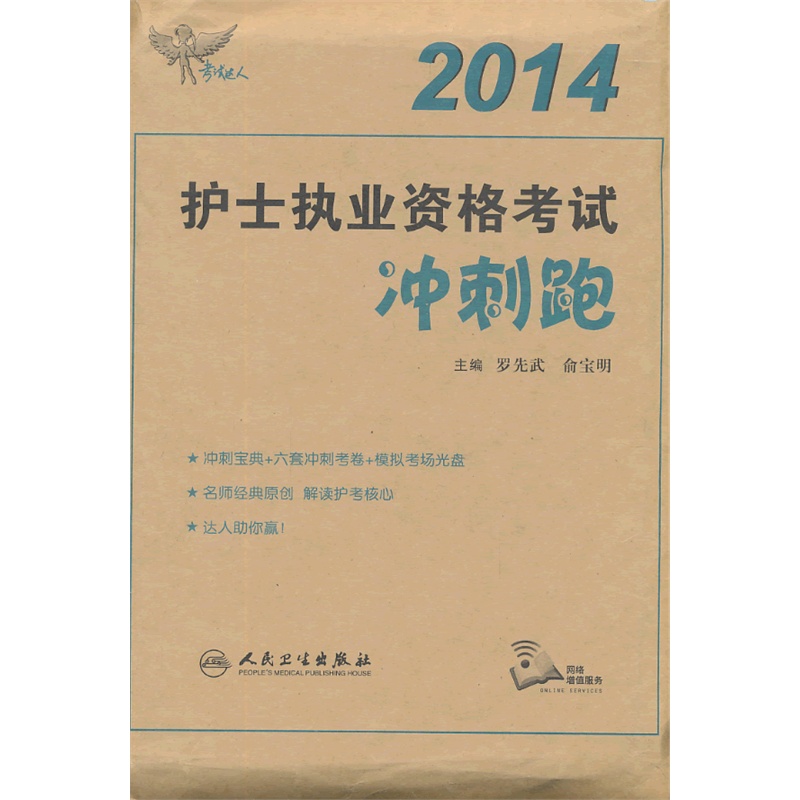 考试达人
2014
护士执业资格考试
冲刺跑
主编 罗先武 俞宝明
★ 冲刺宝典+六套冲刺考卷+模拟考场光盘
★ 名师经典原创 解读护考核心
★ 达人助你赢!
人民卫生出版社
PEOPLE'S MEDICAL PUBLISHING HOUSE
网络
增值服务
ONLINE SERVICES